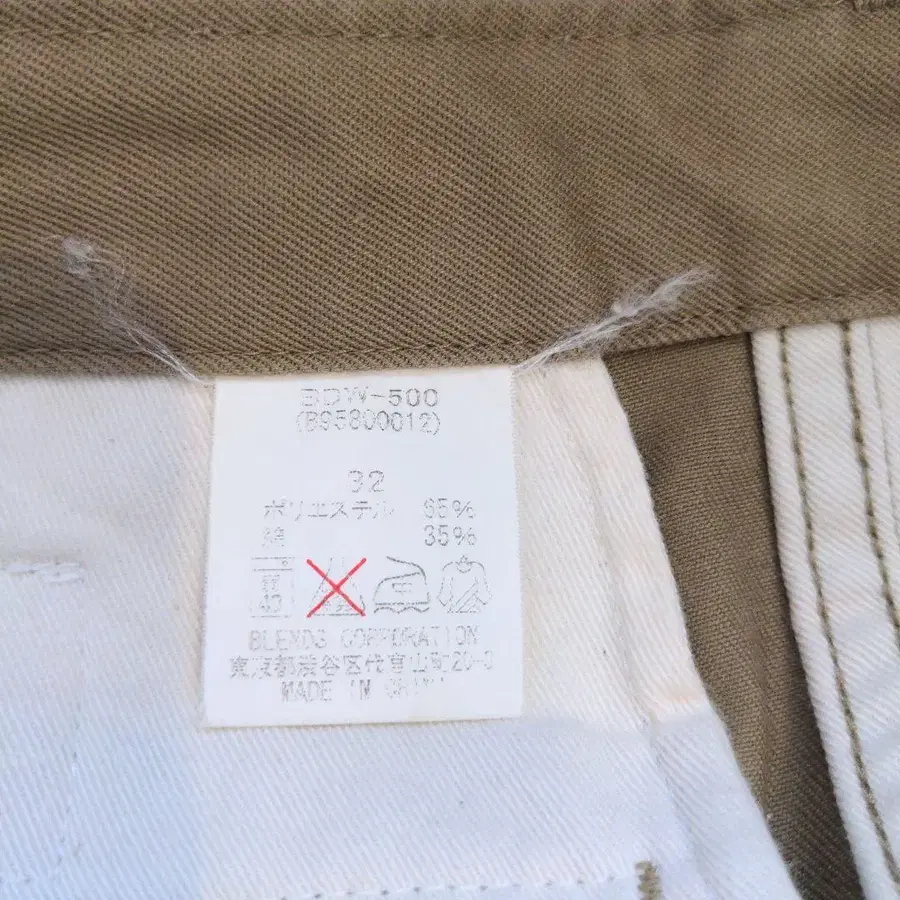 BDW-500
(B95800012)
32
ポリエステル 65%
綿 35%
BLENDS CORPORATION
東京都渋谷区代官山町20-3
MADE IN CHINA